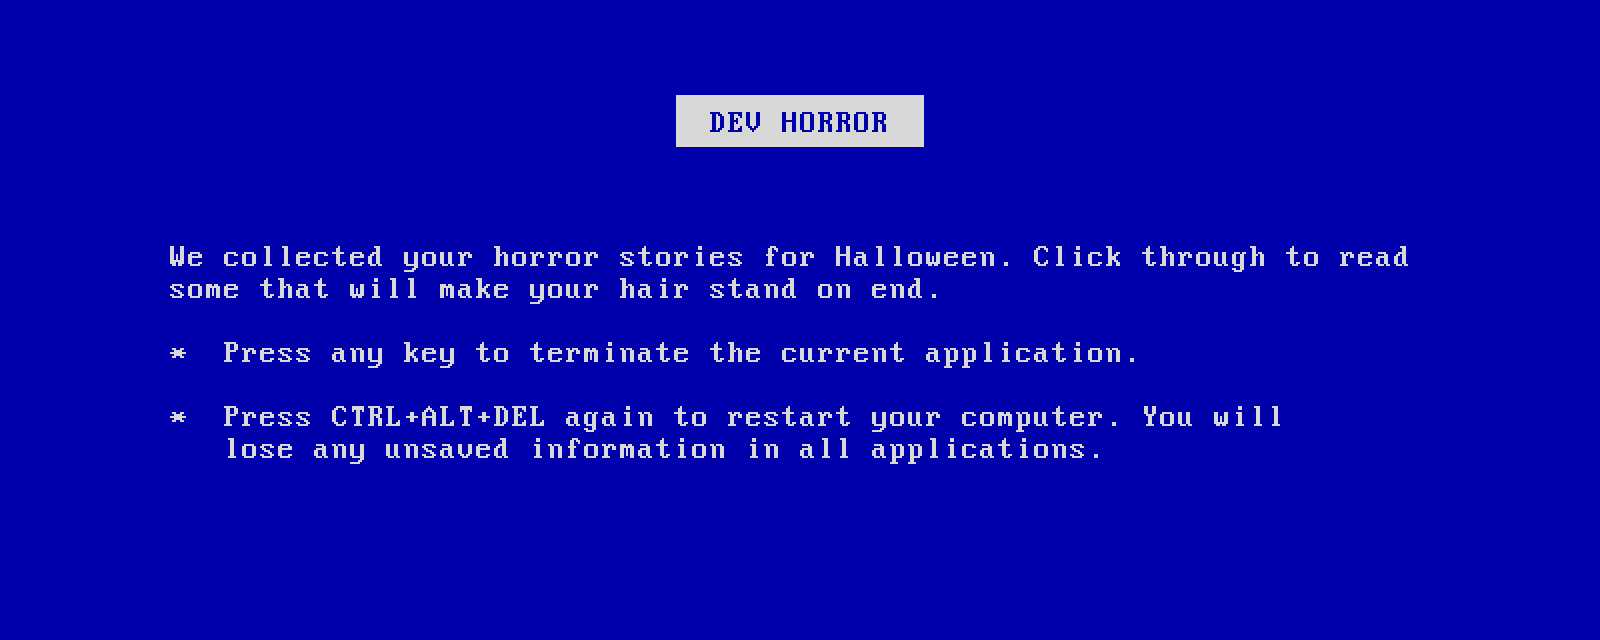 DEV HORROR
We collected your horror stories for Halloween. Click through to read
some that will make your hair stand on end.
* Press any key to terminate the current application.
* Press CTRL+ALT+DEL again to restart your computer. You will
lose any unsaved information in all applications.